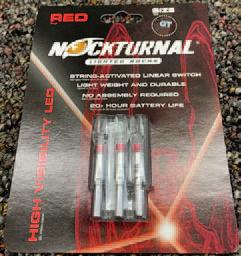 RED
SIZE
GT
NOCKTURNAL
LIGHTED NOCKS
STRING-ACTIVATED LINEAR SWITCH
LIGHT WEIGHT AND DURABLE
NO ASSEMBLY REQUIRED
20+ HOUR BATTERY LIFE
HIGH VISIBILITY LED